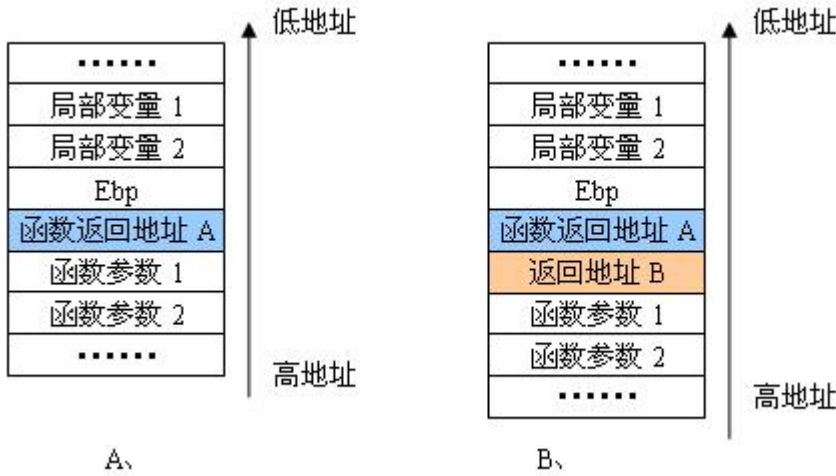 低地址
……
局部变量 1
局部变量 2
Ebp
函数返回地址 A
函数参数 1
函数参数 2
……
高地址
A、
低地址
……
局部变量 1
局部变量 2
Ebp
函数返回地址 A
返回地址 B
函数参数 1
函数参数 2
……
高地址
B、